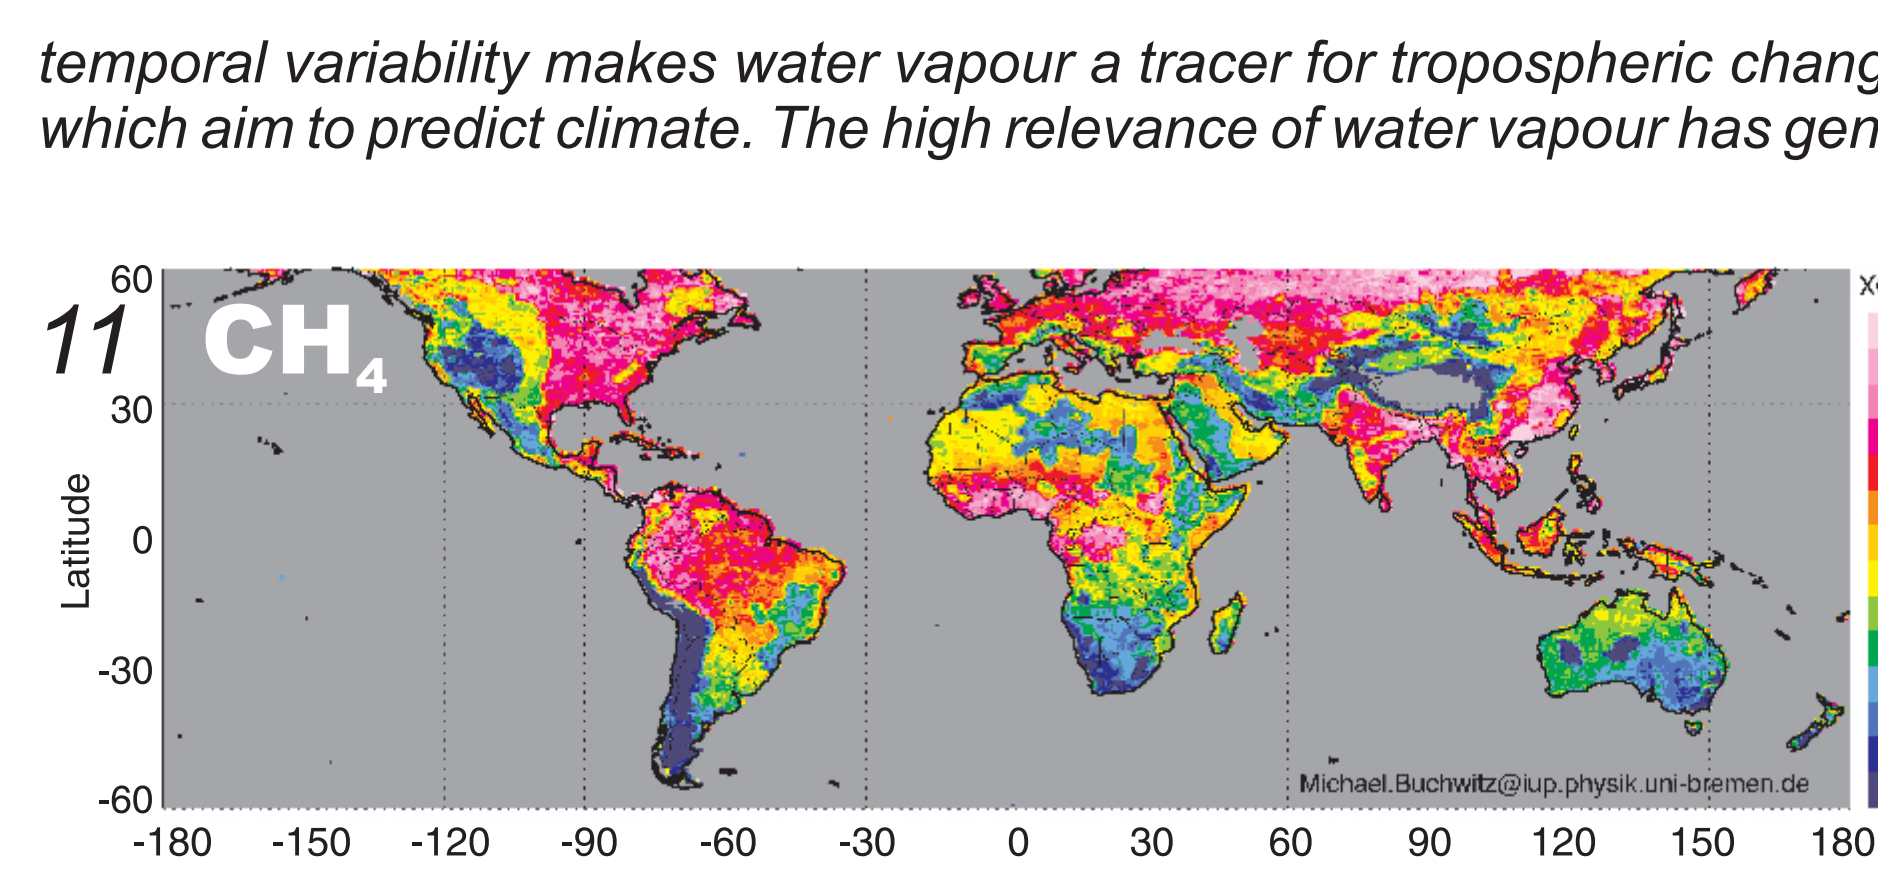 temporal variability makes water vapour a tracer for tropospheric chang
which aim to predict climate. The high relevance of water vapour has gen
11
CH4
60
30
0
-30
-60
Latitude
Michael.Buchwitz@iup.physik.uni-bremen.de
-180 -150 -120 -90 -60 -30 0 30 60 90 120 150 180